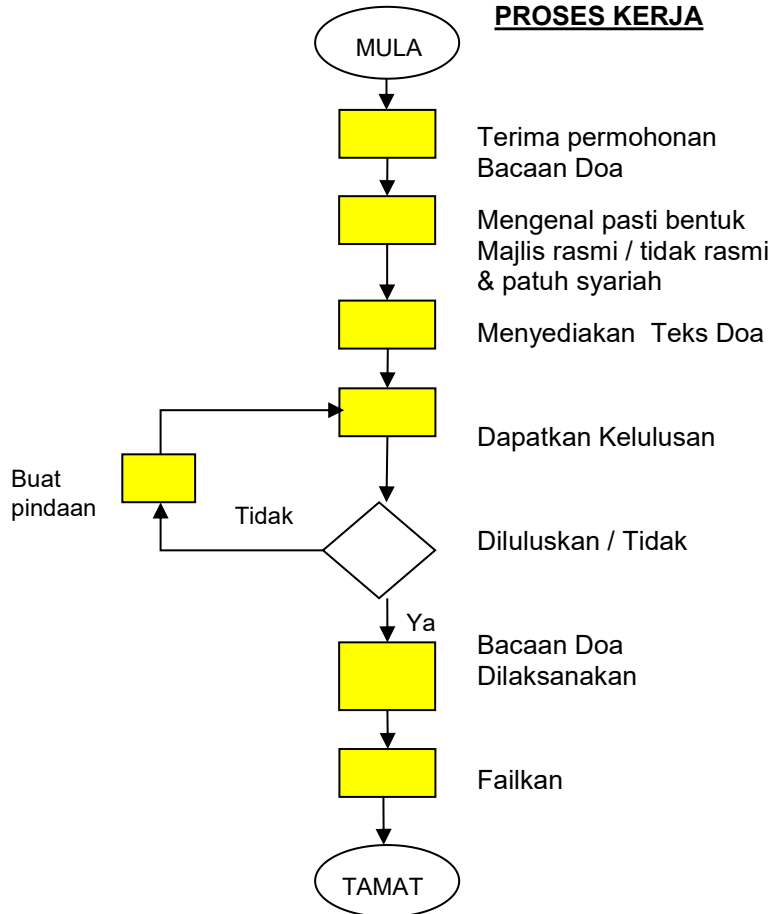 PROSES KERJA
MULA
Terima permohonan
Bacaan Doa
Mengenal pasti bentuk
Majlis rasmi / tidak rasmi
& patuh syariah
Menyediakan Teks Doa
Dapatkan Kelulusan
Buat
pindaan
Tidak
Diluluskan / Tidak
Ya
Bacaan Doa
Dilaksanakan
Failkan
TAMAT